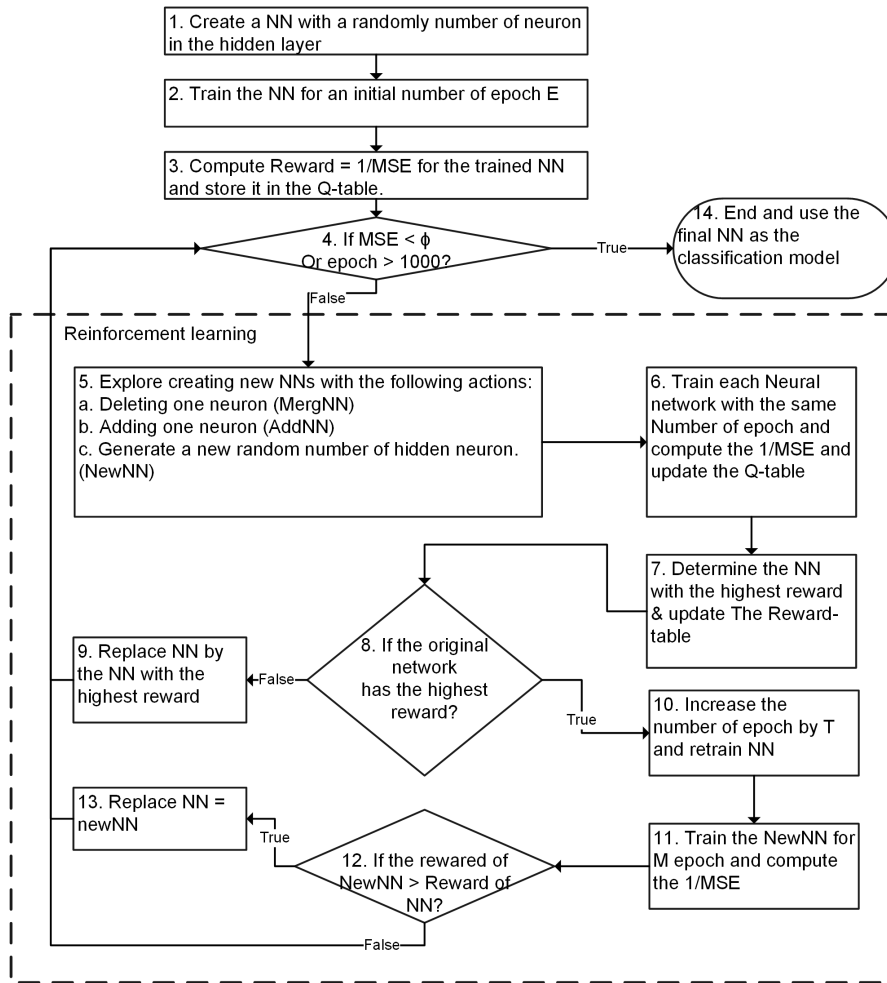 1. Create a NN with a randomly number of neuron
in the hidden layer
2. Train the NN for an initial number of epoch E
3. Compute Reward = 1/MSE for the trained NN
and store it in the Q-table.
4. If MSE < ϕ
Or epoch > 1000?
True
14. End and use the
final NN as the
classification model
False
Reinforcement learning
5. Explore creating new NNs with the following actions:
a. Deleting one neuron (MergNN)
b. Adding one neuron (AddNN)
c. Generate a new random number of hidden neuron.
(NewNN)
6. Train each Neural
network with the same
Number of epoch and
compute the 1/MSE and
update the Q-table
7. Determine the NN
with the highest reward
& update The Reward-
table
8. If the original
network
has the highest
reward?
False
9. Replace NN by
the NN with the
highest reward
True
10. Increase the
number of epoch by T
and retrain NN
11. Train the NewNN for
M epoch and compute
the 1/MSE
12. If the rewared of
NewNN > Reward of
NN?
True
13. Replace NN =
newNN
False